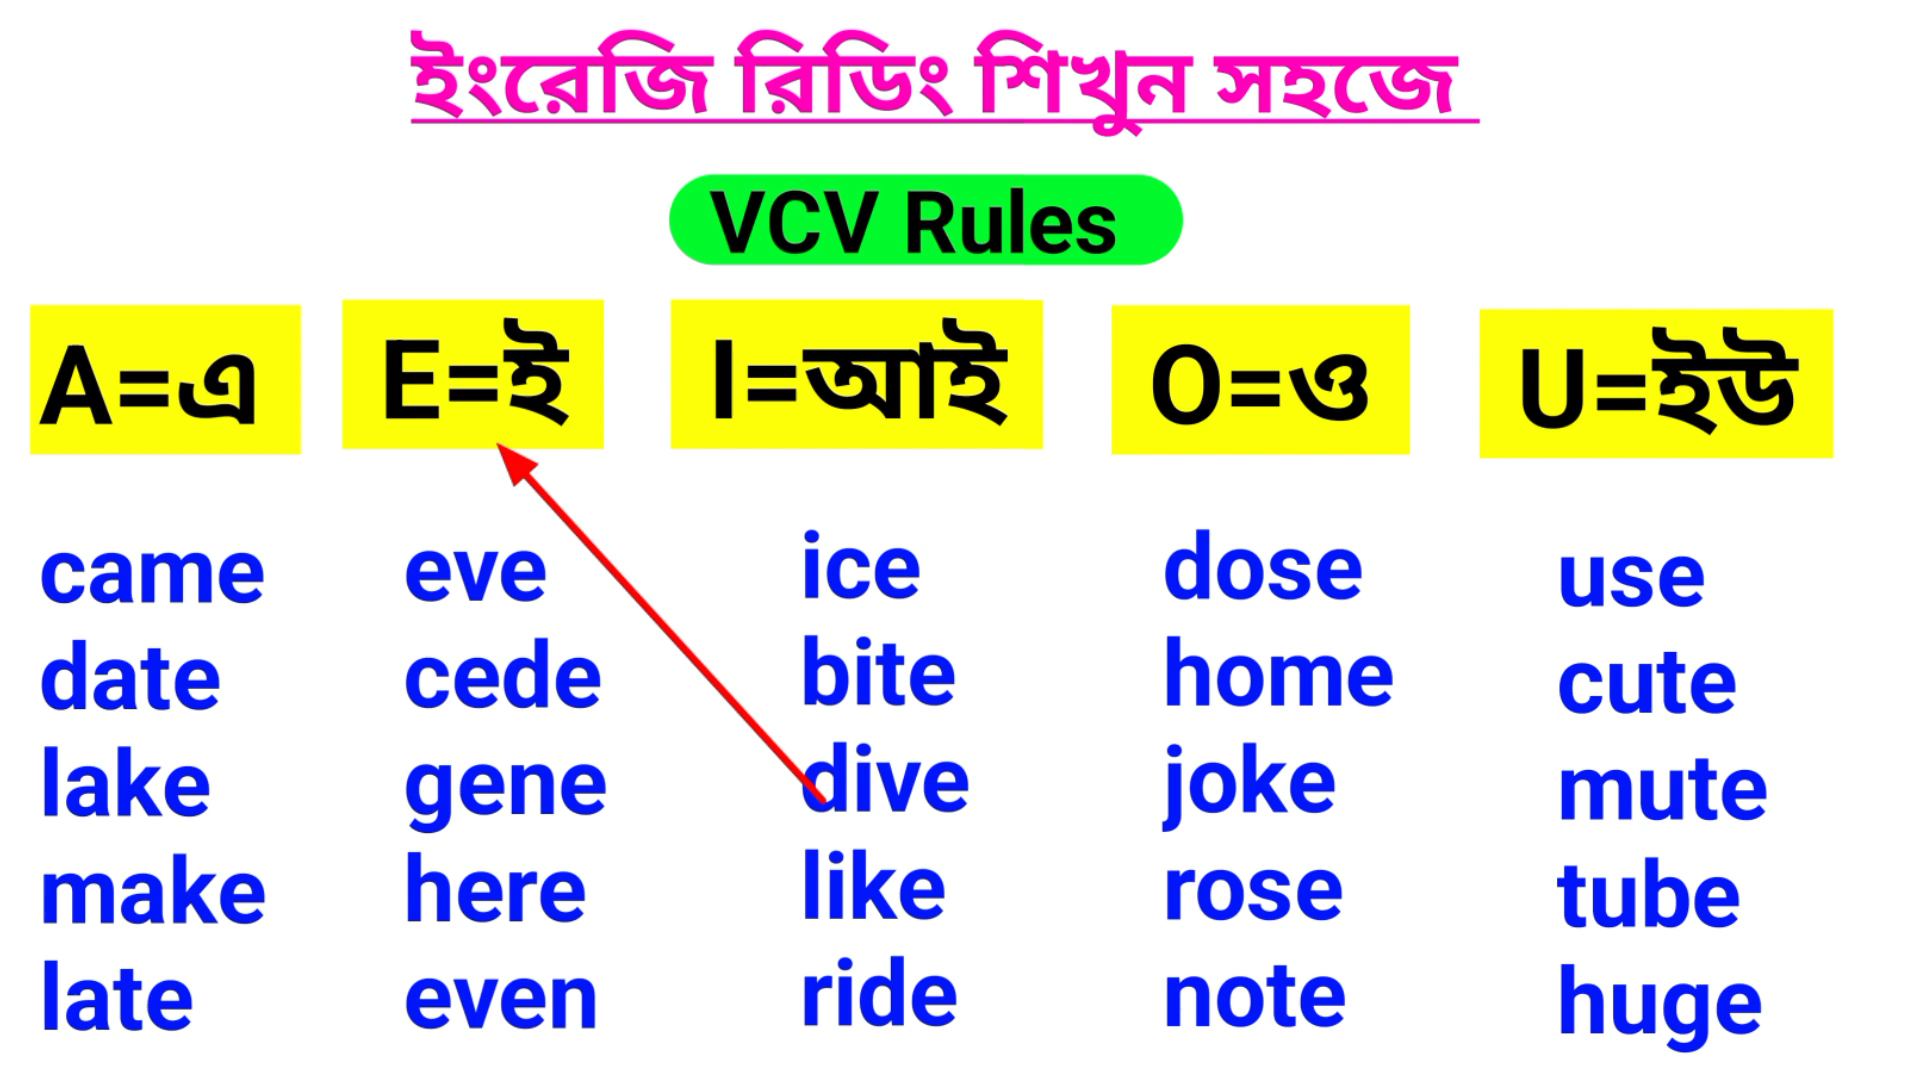 ইংরেজি রিডিং শিখুন সহজে
VCV Rules
A=এ E=ই I=আই O=ও U=ইউ
came eve ice dose use
date cede bite home cute
lake gene dive joke mute
make here like rose tube
late even ride note huge